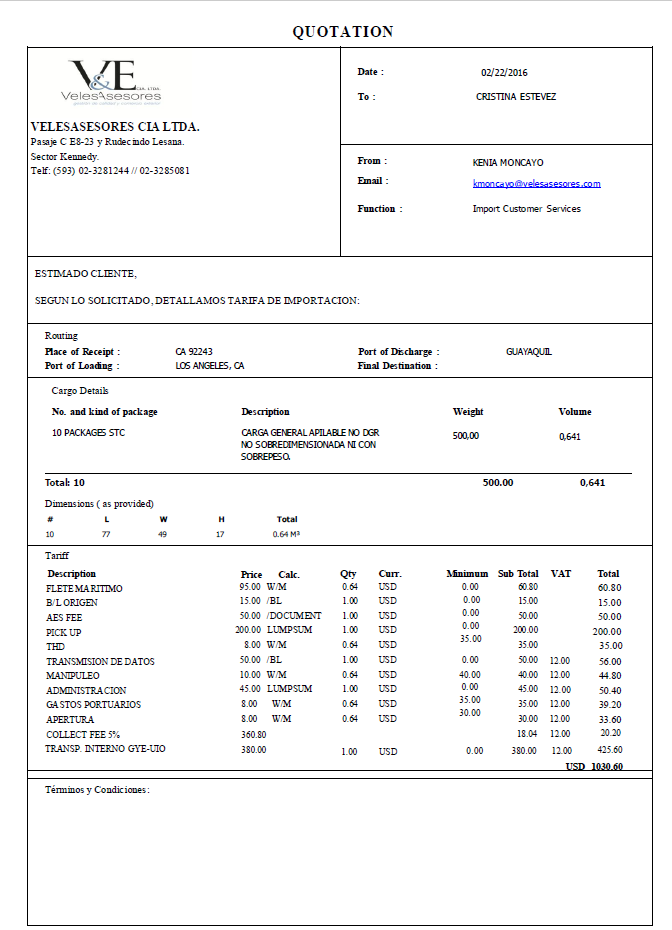 QUOTATION
V&E CIA. LTDA.
VelesAsesores
VELESASESORES CIA LTDA.
Pasaje C E8-23 y Rudecindo Lesana.
Sector Kennedy.
Telf: (593) 02-3281244 // 02-3285081
Date : 02/22/2016
To : CRISTINA ESTEVEZ
From : KENIA MONCAYO
Email : kmoncayo@velesasesores.com
Function : Import Customer Services
ESTIMADO CLIENTE,
SEGUN LO SOLICITADO, DETALLAMOS TARIFA DE IMPORTACION:
Routing
Place of Receipt : CA 92243 Port of Discharge : GUAYAQUIL
Port of Loading : LOS ANGELES, CA Final Destination :
Cargo Details
No. and kind of package Description Weight Volume
10 PACKAGES STC CARGA GENERAL APILABLE NO DGR 500,00 0,641
NO SOBREDIMENSIONADA NI CON
SOBREPESO.
Total: 10 500.00 0,641
Dimensions ( as provided)
# L W H Total
10 77 49 17 0.64 M³
Tariff
Description Price Calc. Qty Curr. Minimum Sub Total VAT Total
FLETE MARITIMO 95.00 W/M 0.64 USD 0.00 60.80 60.80
B/L ORIGEN 15.00 /BL 1.00 USD 0.00 15.00 15.00
AES FEE 50.00 /DOCUMENT 1.00 USD 0.00 50.00 50.00
PICK UP 200.00 LUMPSUM 1.00 USD 0.00 200.00 200.00
THD 8.00 W/M 0.64 USD 35.00 35.00 35.00
TRANSMISION DE DATOS 50.00 /BL 1.00 USD 0.00 50.00 12.00 56.00
MANIPULEO 10.00 W/M 0.64 USD 40.00 40.00 12.00 44.80
ADMINISTRACION 45.00 LUMPSUM 1.00 USD 0.00 45.00 12.00 50.40
GASTOS PORTUARIOS 8.00 W/M 0.64 USD 35.00 35.00 12.00 39.20
APERTURA 8.00 W/M 0.64 USD 30.00 30.00 12.00 33.60
COLLECT FEE 5% 360.80 18.04 12.00 20.20
TRANSP. INTERNO GYE-UIO 380.00 1.00 USD 0.00 380.00 12.00 425.60
USD 1030.60
Términos y Condiciones: